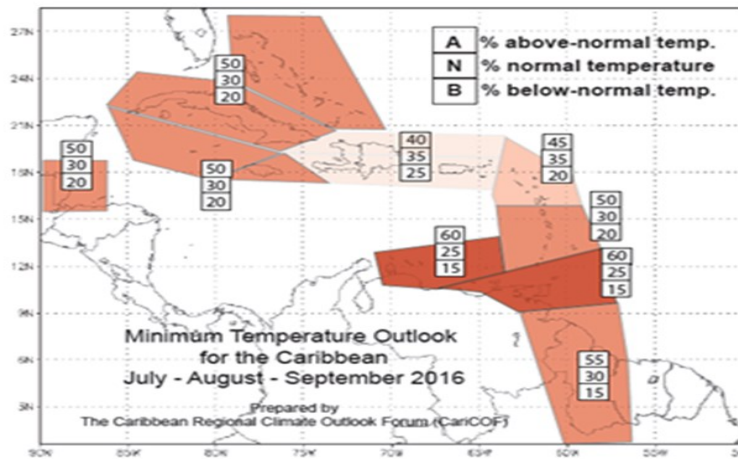 27N
24N
21N
18N
15N
12N
9N
6N
3N
A % above-normal temp.
N % normal temperature
B % below-normal temp.
50
30
20
50
30
20
50
30
20
40
35
25
45
35
20
50
30
20
60
25
15
60
25
15
55
30
15
Minimum Temperature Outlook
for the Caribbean
July - August - September 2016
Prepared by
The Caribbean Regional Climate Outlook Forum (CariCOF)
90W 85W 80W 75W 70W 65W 60W